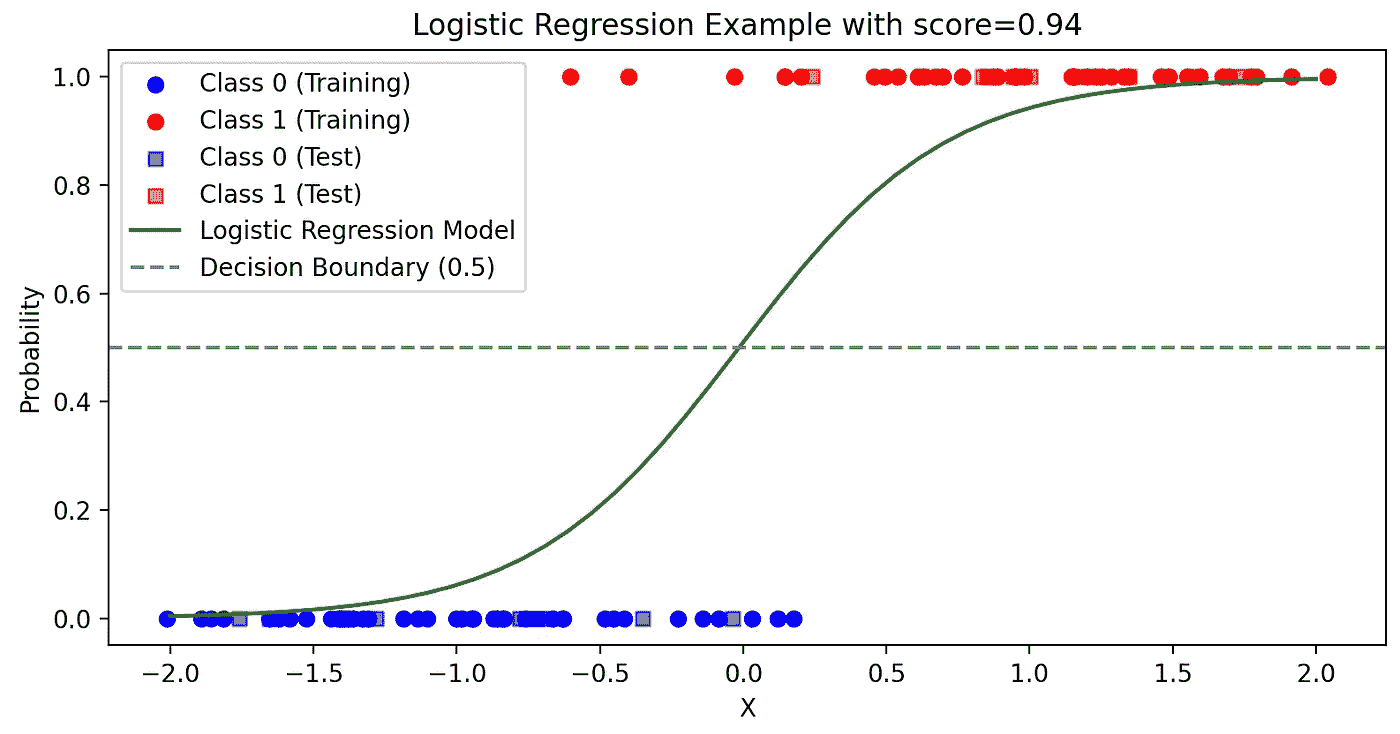 Logistic Regression Example with score=0.94
1.0
0.8
0.6
0.4
0.2
0.0
Probability
Class 0 (Training)
Class 1 (Training)
Class 0 (Test)
Class 1 (Test)
Logistic Regression Model
Decision Boundary (0.5)
−2.0 −1.5 −1.0 −0.5 0.0 0.5 1.0 1.5 2.0
X